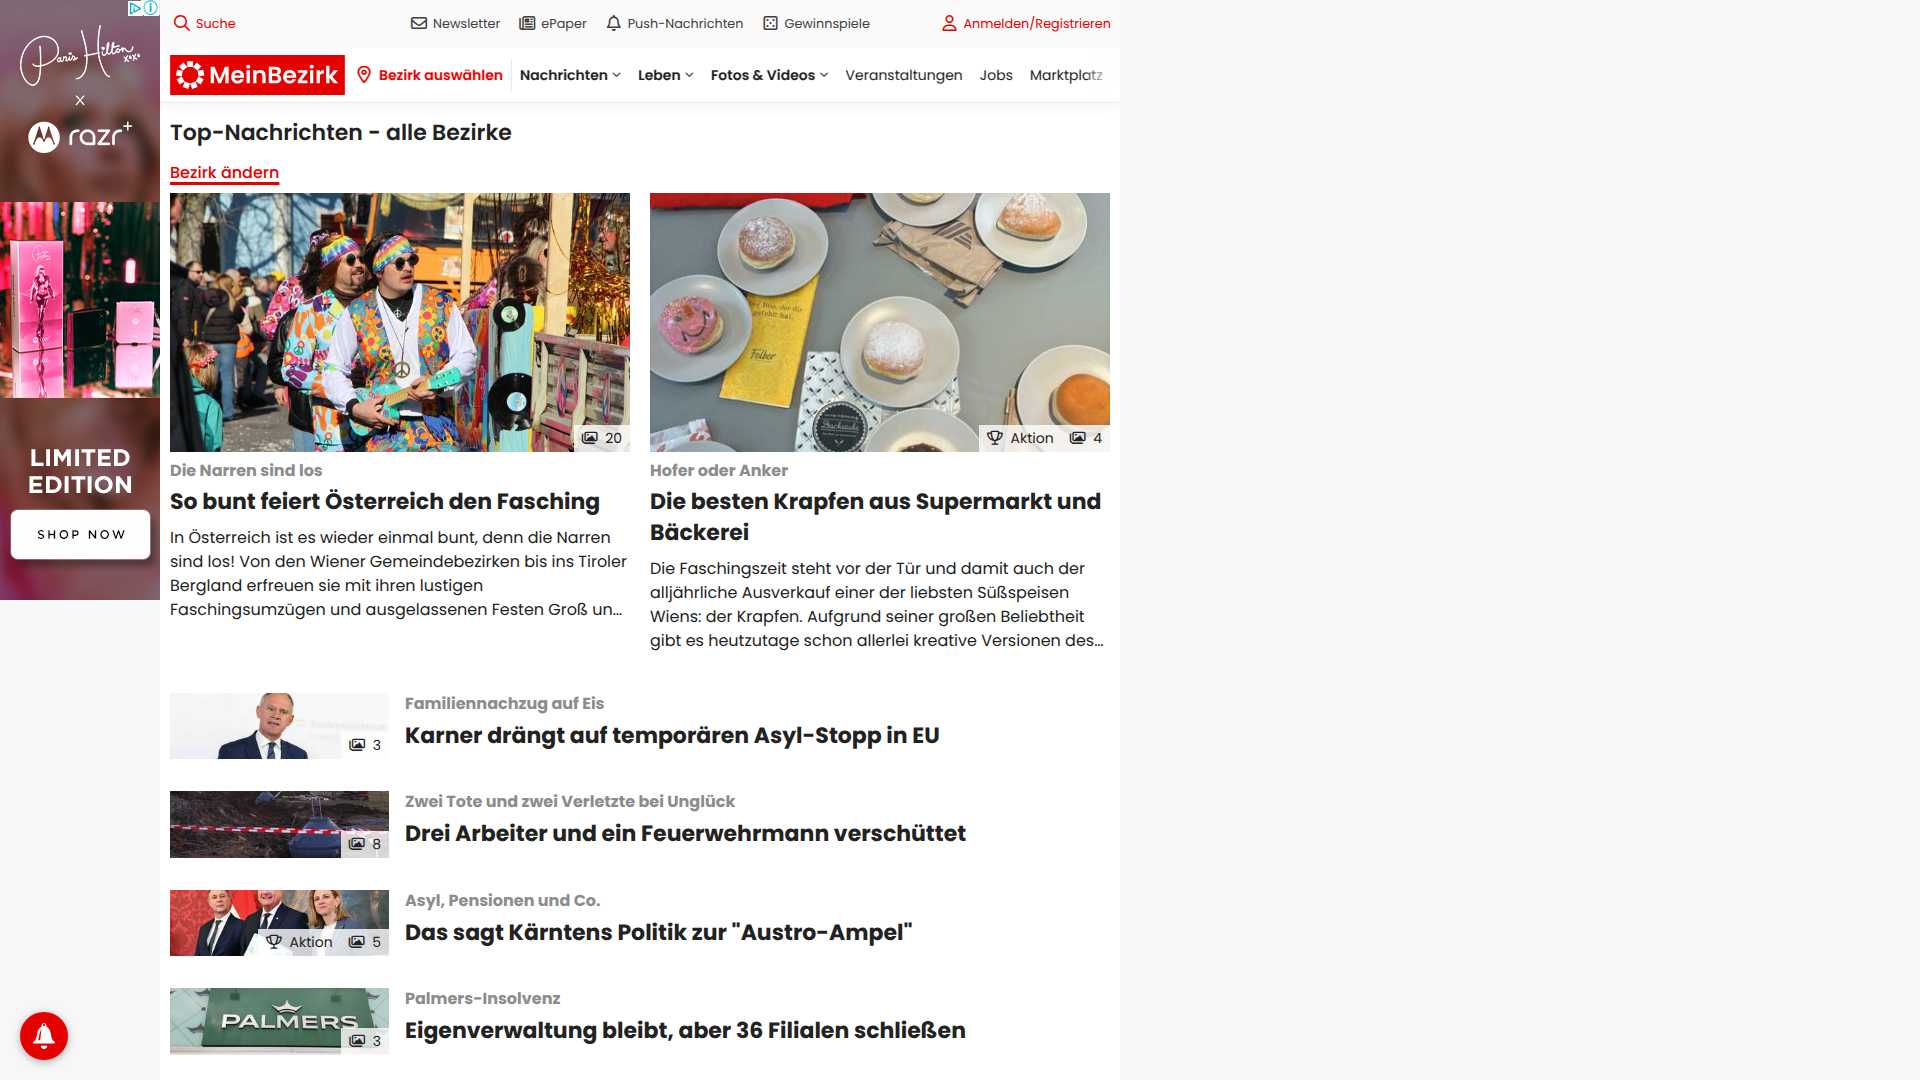 Suche
Newsletter
ePaper
Push-Nachrichten
Gewinnspiele
Anmelden/Registrieren
MeinBezirk
Bezirk auswählen
Nachrichten
Leben
Fotos & Videos
Veranstaltungen
Jobs
Marktplatz
Paris Hilton
xoxo
X
razr+
LIMITED
EDITION
SHOP NOW
Top-Nachrichten - alle Bezirke
Bezirk ändern
20
Die Narren sind los
So bunt feiert Österreich den Fasching
In Österreich ist es wieder einmal bunt, denn die Narren
sind los! Von den Wiener Gemeindebezirken bis ins Tiroler
Bergland erfreuen sie mit ihren lustigen
Faschingsumzügen und ausgelassenen Festen Groß un...
Felber
Backstube
Aktion
4
Hofer oder Anker
Die besten Krapfen aus Supermarkt und
Bäckerei
Die Faschingszeit steht vor der Tür und damit auch der
alljährliche Ausverkauf einer der liebsten Süßspeisen
Wiens: der Krapfen. Aufgrund seiner großen Beliebtheit
gibt es heutzutage schon allerlei kreative Versionen des...
3
Familiennachzug auf Eis
Karner drängt auf temporären Asyl-Stopp in EU
8
Zwei Tote und zwei Verletzte bei Unglück
Drei Arbeiter und ein Feuerwehrmann verschüttet
Aktion
5
Asyl, Pensionen und Co.
Das sagt Kärntens Politik zur "Austro-Ampel"
PALMERS
3
Palmers-Insolvenz
Eigenverwaltung bleibt, aber 36 Filialen schließen